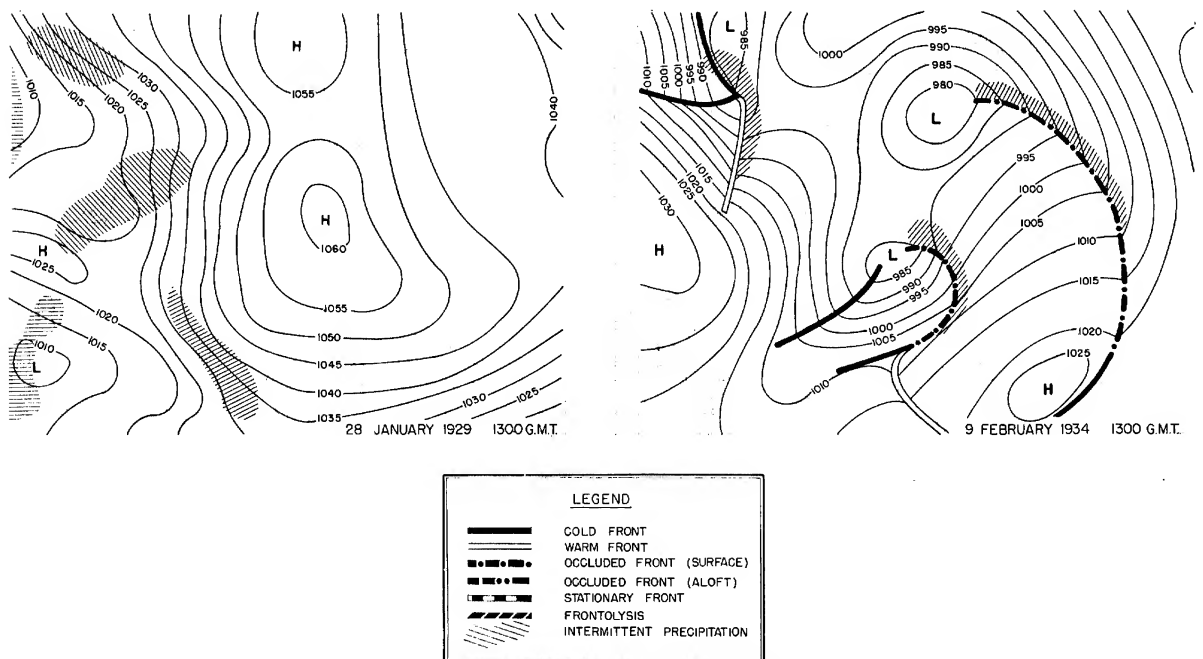 H
1055
1010
1015
1020
1025
1030
1040
H
1060
H
1025
1055
1020
1015
1010
L
1050
1045
1040
1035
1030
1025
28 JANUARY 1929 1300 G.M.T.
L
985
990
995
1000
1005
1010
1000
995
990
985
980
L
995
1000
1005
1010
1015
1020
1025
1015
1020
1025
1030
H
L
985
990
995
1000
1005
1010
H
9 FEBRUARY 1934 1300 G.M.T.
LEGEND
COLD FRONT
WARM FRONT
OCCLUDED FRONT (SURFACE)
OCCLUDED FRONT (ALOFT)
STATIONARY FRONT
FRONTOLYSIS
INTERMITTENT PRECIPITATION